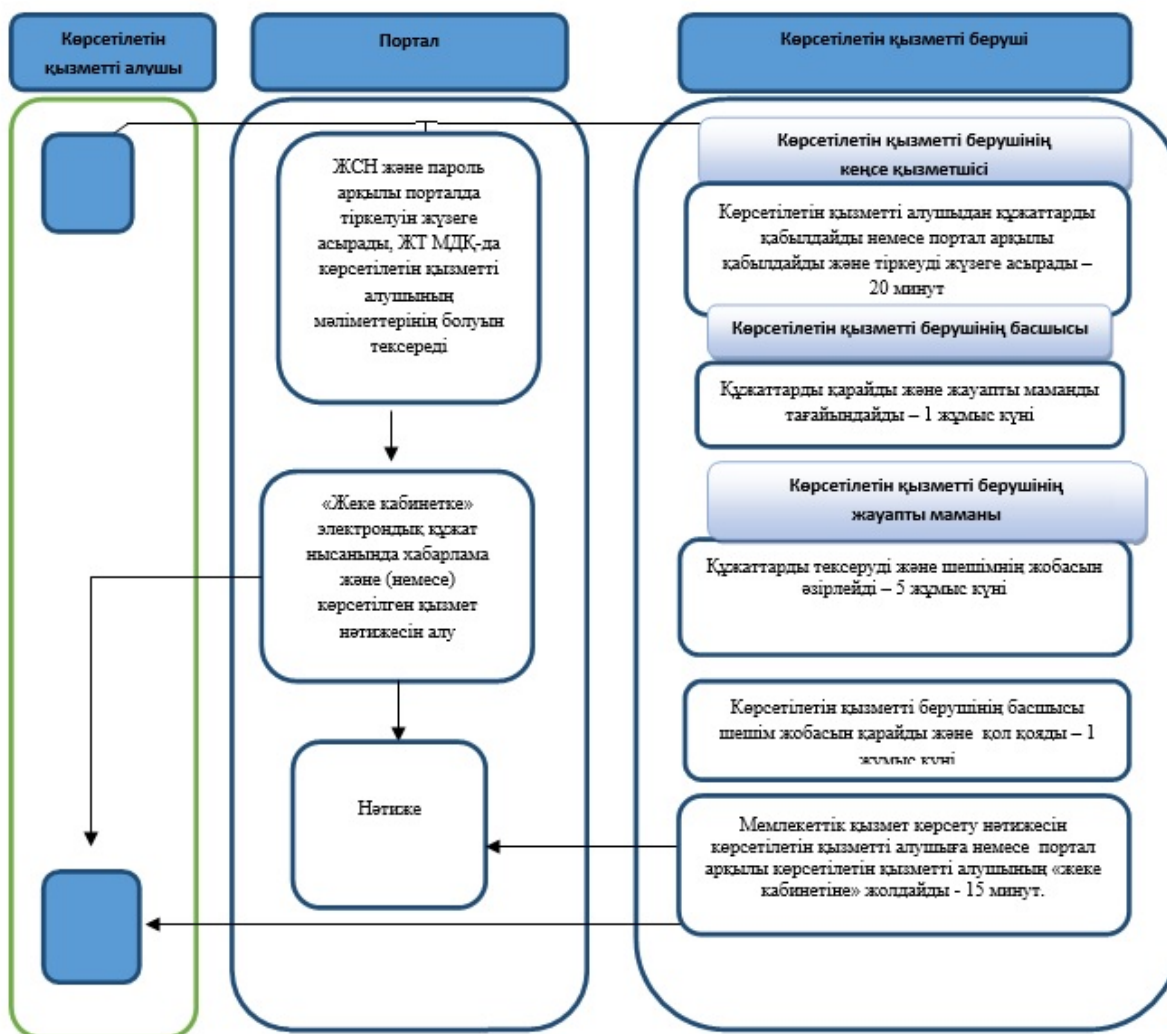 Көрсетілетін
қызметті алушы
Портал
Көрсетілетін қызметті беруші
ЖСН және пароль
арқылы порталда
тіркелуін жүзеге
асырады, ЖТ МДҚ-да
көрсетілетін қызметті
алушының
мәліметтерінің болуын
тексереді
«Жеке кабинетке»
электрондық құжат
нысанында хабарлама
және (немесе)
көрсетілген қызмет
нәтижесін алу
Нәтиже
Көрсетілетін қызметті берушінің
кеңсе қызметшісі
Көрсетілетін қызметті алушыдан құжаттарды
қабылдайды немесе портал арқылы
қабылдайды және тіркеуді жүзеге асырады –
20 минут
Көрсетілетін қызметті берушінің басшысы
Құжаттарды қарайды және жауапты маманды
тағайындайды – 1 жұмыс күні
Көрсетілетін қызметті берушінің
жауапты маманы
Құжаттарды тексеруді және шешімнің жобасын
әзірлейді – 5 жұмыс күні
Көрсетілетін қызметті берушінің басшысы
шешім жобасын қарайды және қол қояды – 1
жұмыс күні
Мемлекеттік қызмет көрсету нәтижесін
көрсетілетін қызметті алушыға немесе портал
арқылы көрсетілетін қызметті алушының «жеке
кабинетіне» жолдайды - 15 минут.